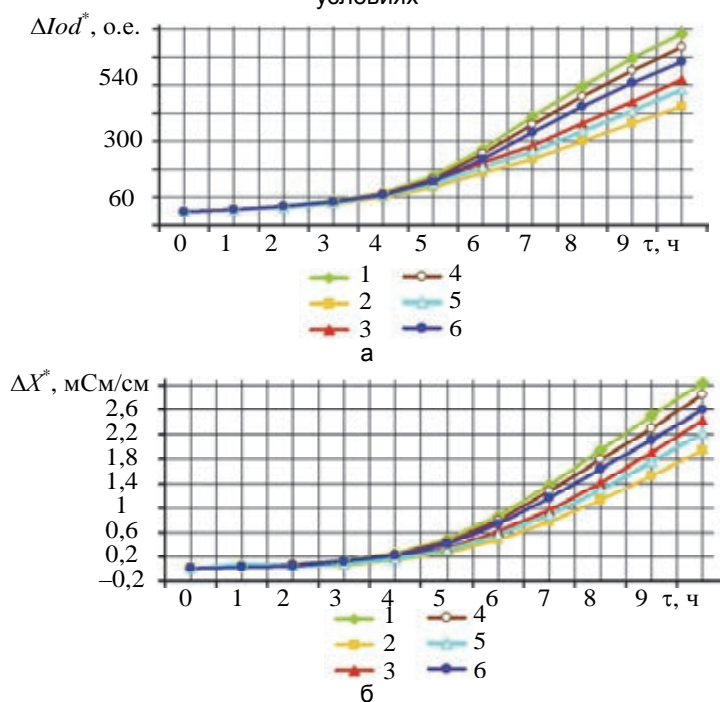 условиях
ΔIod*, о.е.
540
300
60
0 1 2 3 4 5 6 7 8 9 τ, ч
1 4
2 5
3 6
а
ΔX*, мСм/см
2,6
2,2
1,8
1,4
1
0,6
0,2
–0,2
0 1 2 3 4 5 6 7 8 9 τ, ч
1 4
2 5
3 6
б